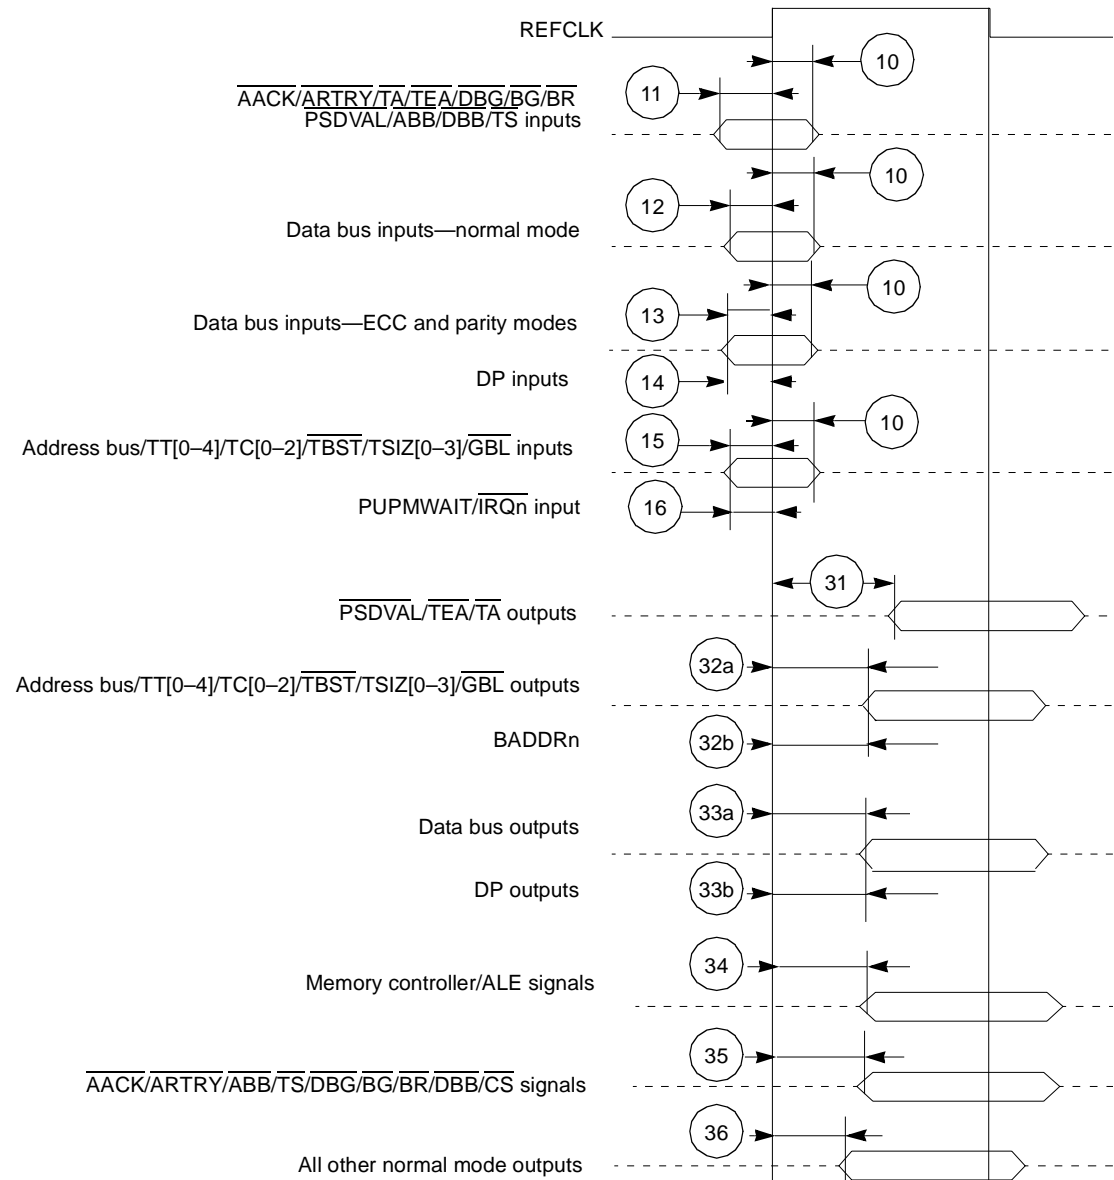 REFCLK
10
11
AACK/ARTRY/TA/TEA/DBG/BG/BR
PSDVAL/ABB/DBB/TS inputs
10
12
Data bus inputs—normal mode
10
13
Data bus inputs—ECC and parity modes
DP inputs
14
10
15
Address bus/TT[0–4]/TC[0–2]/TBST/TSIZ[0–3]/GBL inputs
PUPMWAIT/IRQn input
16
31
PSDVAL/TEA/TA outputs
32a
Address bus/TT[0–4]/TC[0–2]/TBST/TSIZ[0–3]/GBL outputs
BADDRn
32b
33a
Data bus outputs
DP outputs
33b
34
Memory controller/ALE signals
35
AACK/ARTRY/ABB/TS/DBG/BG/BR/DBB/CS signals
36
All other normal mode outputs